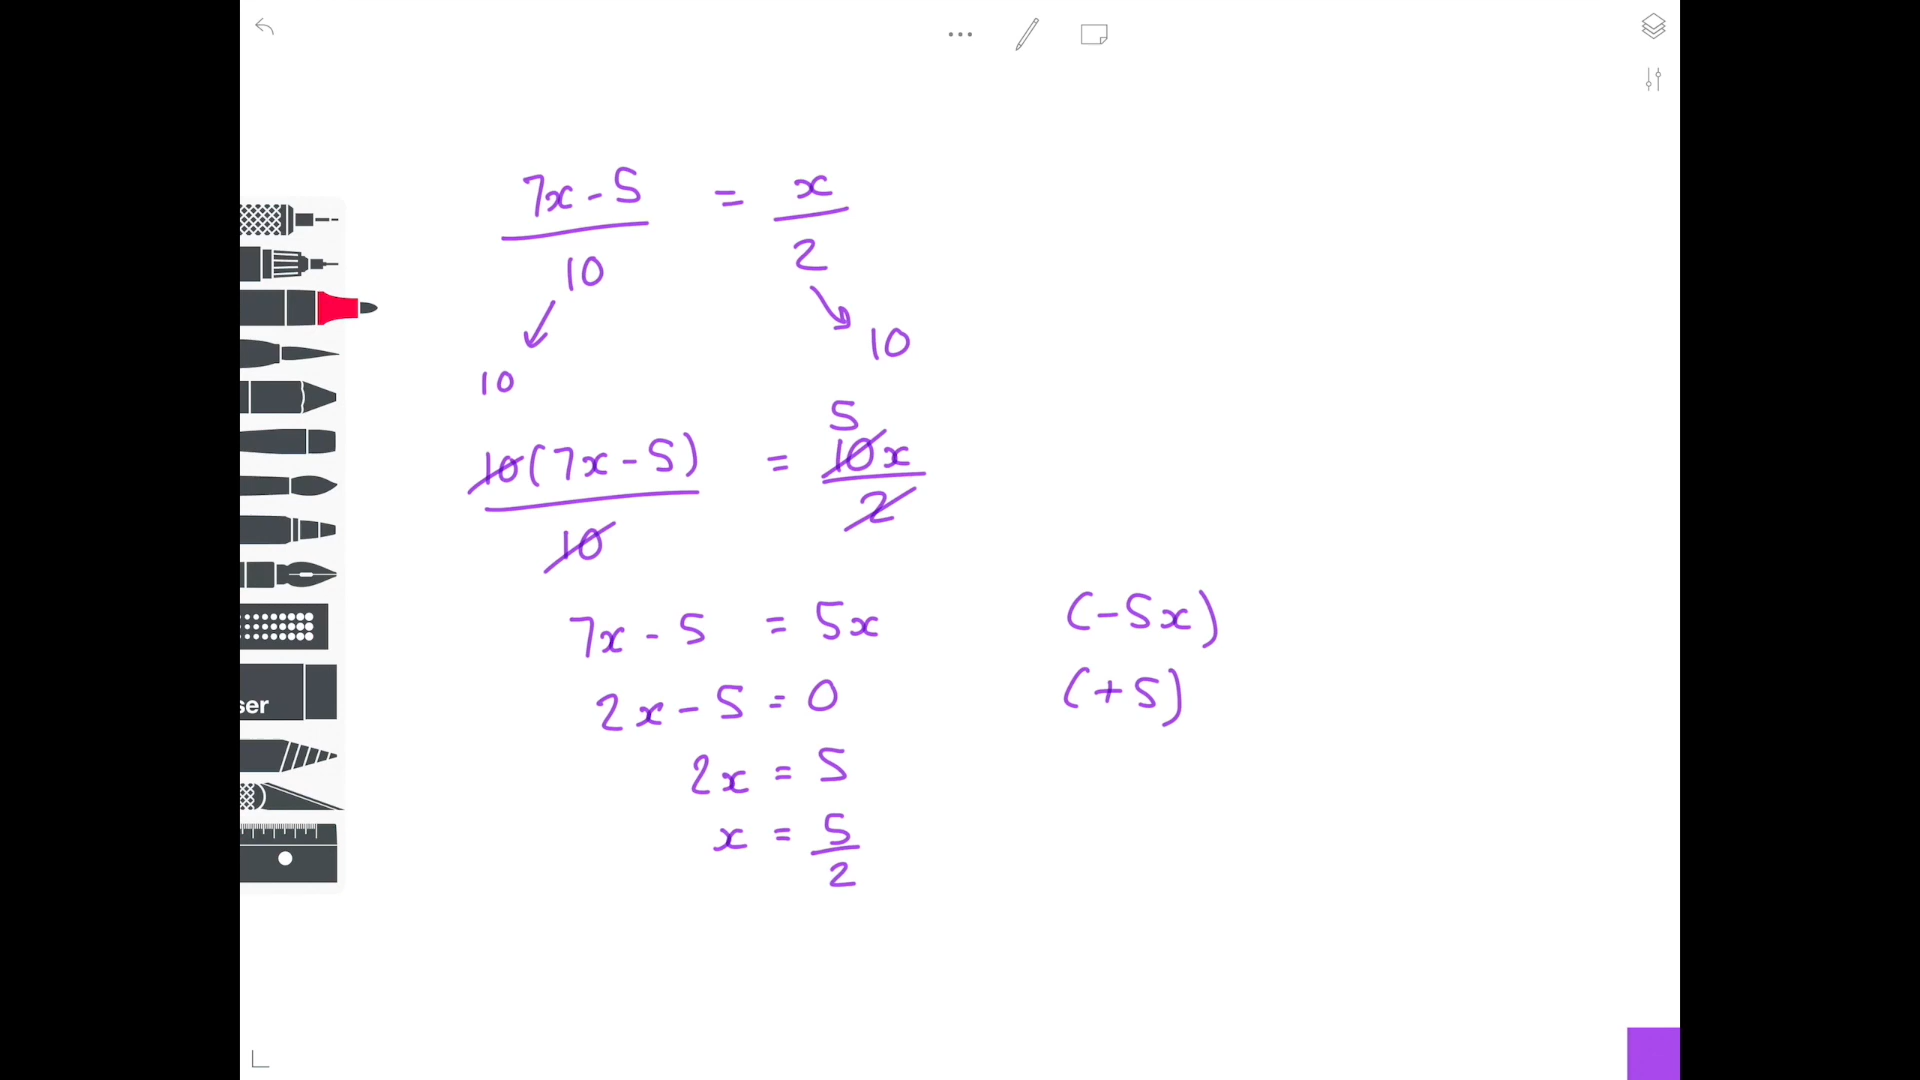 7x - 5 = x
10 2
10
10
5
10(7x - 5) = 10x
10 2
7x - 5 = 5x (-5x)
2x - 5 = 0 (+5)
ser
2x = 5
x = 5
2